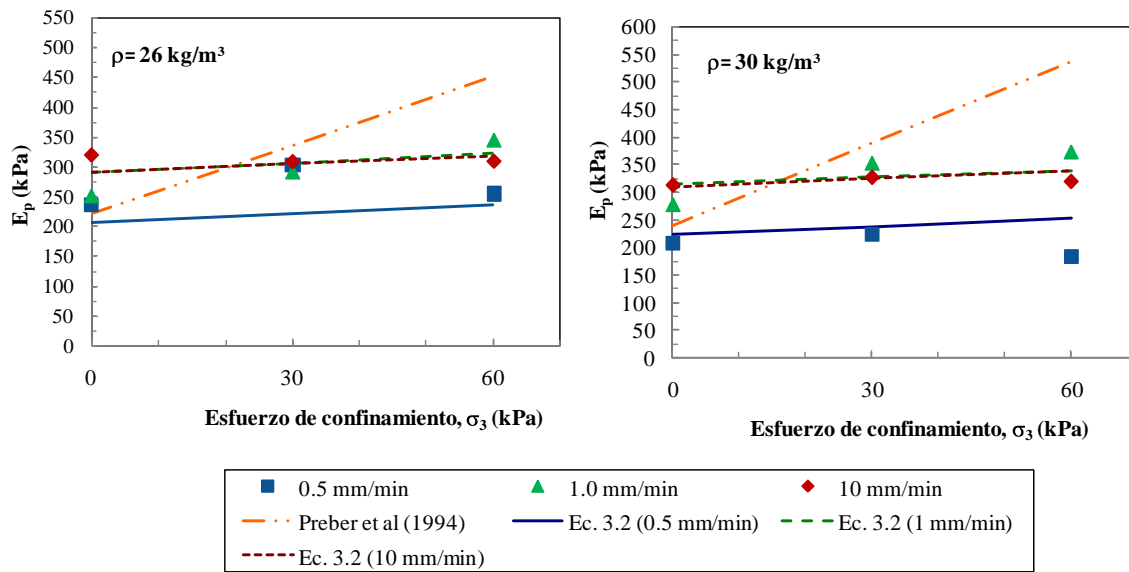 ρ= 26 kg/m³
550
500
450
400
350
300
250
200
150
100
50
0
E_p (kPa)
0 30 60
Esfuerzo de confinamiento, σ₃ (kPa)
ρ= 30 kg/m³
600
550
500
450
400
350
300
250
200
150
100
50
0
E_p (kPa)
0 30 60
Esfuerzo de confinamiento, σ₃ (kPa)
0.5 mm/min 1.0 mm/min 10 mm/min
Preber et al (1994) Ec. 3.2 (0.5 mm/min) Ec. 3.2 (1 mm/min)
Ec. 3.2 (10 mm/min)